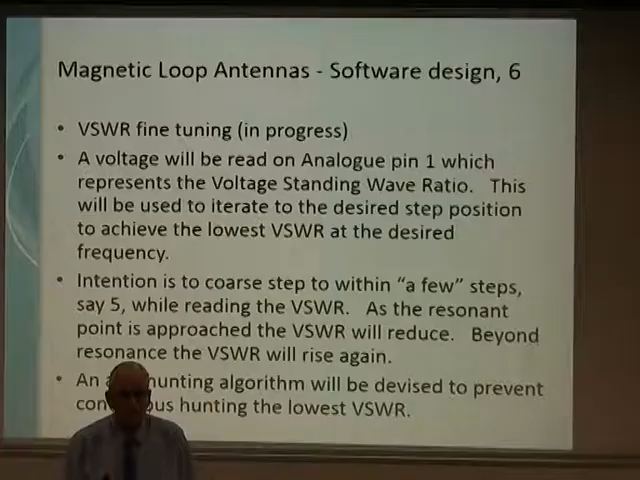 Magnetic Loop Antennas - Software design, 6
• VSWR fine tuning (in progress)
• A voltage will be read on Analogue pin 1 which
represents the Voltage Standing Wave Ratio. This
will be used to iterate to the desired step position
to achieve the lowest VSWR at the desired
frequency.
• Intention is to coarse step to within “a few” steps,
say 5, while reading the VSWR. As the resonant
point is approached the VSWR will reduce. Beyond
resonance the VSWR will rise again.
• An hunting algorithm will be devised to prevent
hunting the lowest VSWR.